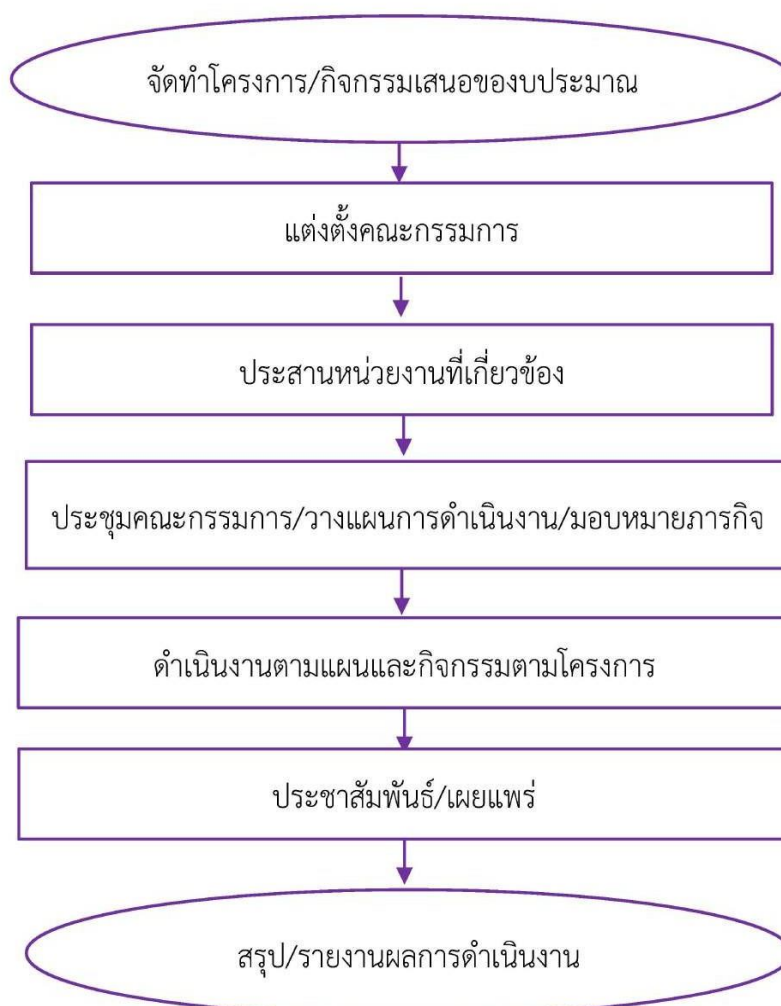 จัดทำโครงการ/กิจกรรมเสนอของบประมาณ
แต่งตั้งคณะกรรมการ
ประสานหน่วยงานที่เกี่ยวข้อง
ประชุมคณะกรรมการ/วางแผนการดำเนินงาน/มอบหมายภารกิจ
ดำเนินงานตามแผนและกิจกรรมตามโครงการ
ประชาสัมพันธ์/เผยแพร่
สรุป/รายงานผลการดำเนินงาน